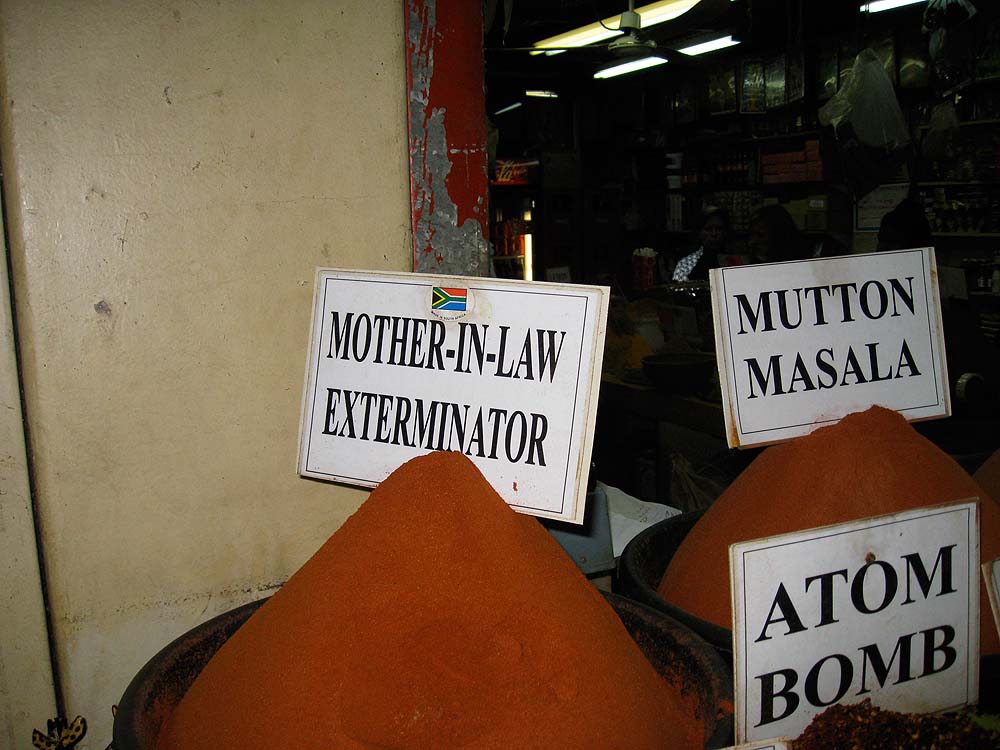 MOTHER-IN-LAW
EXTERMINATOR
MUTTON
MASALA
ATOM
BOMB